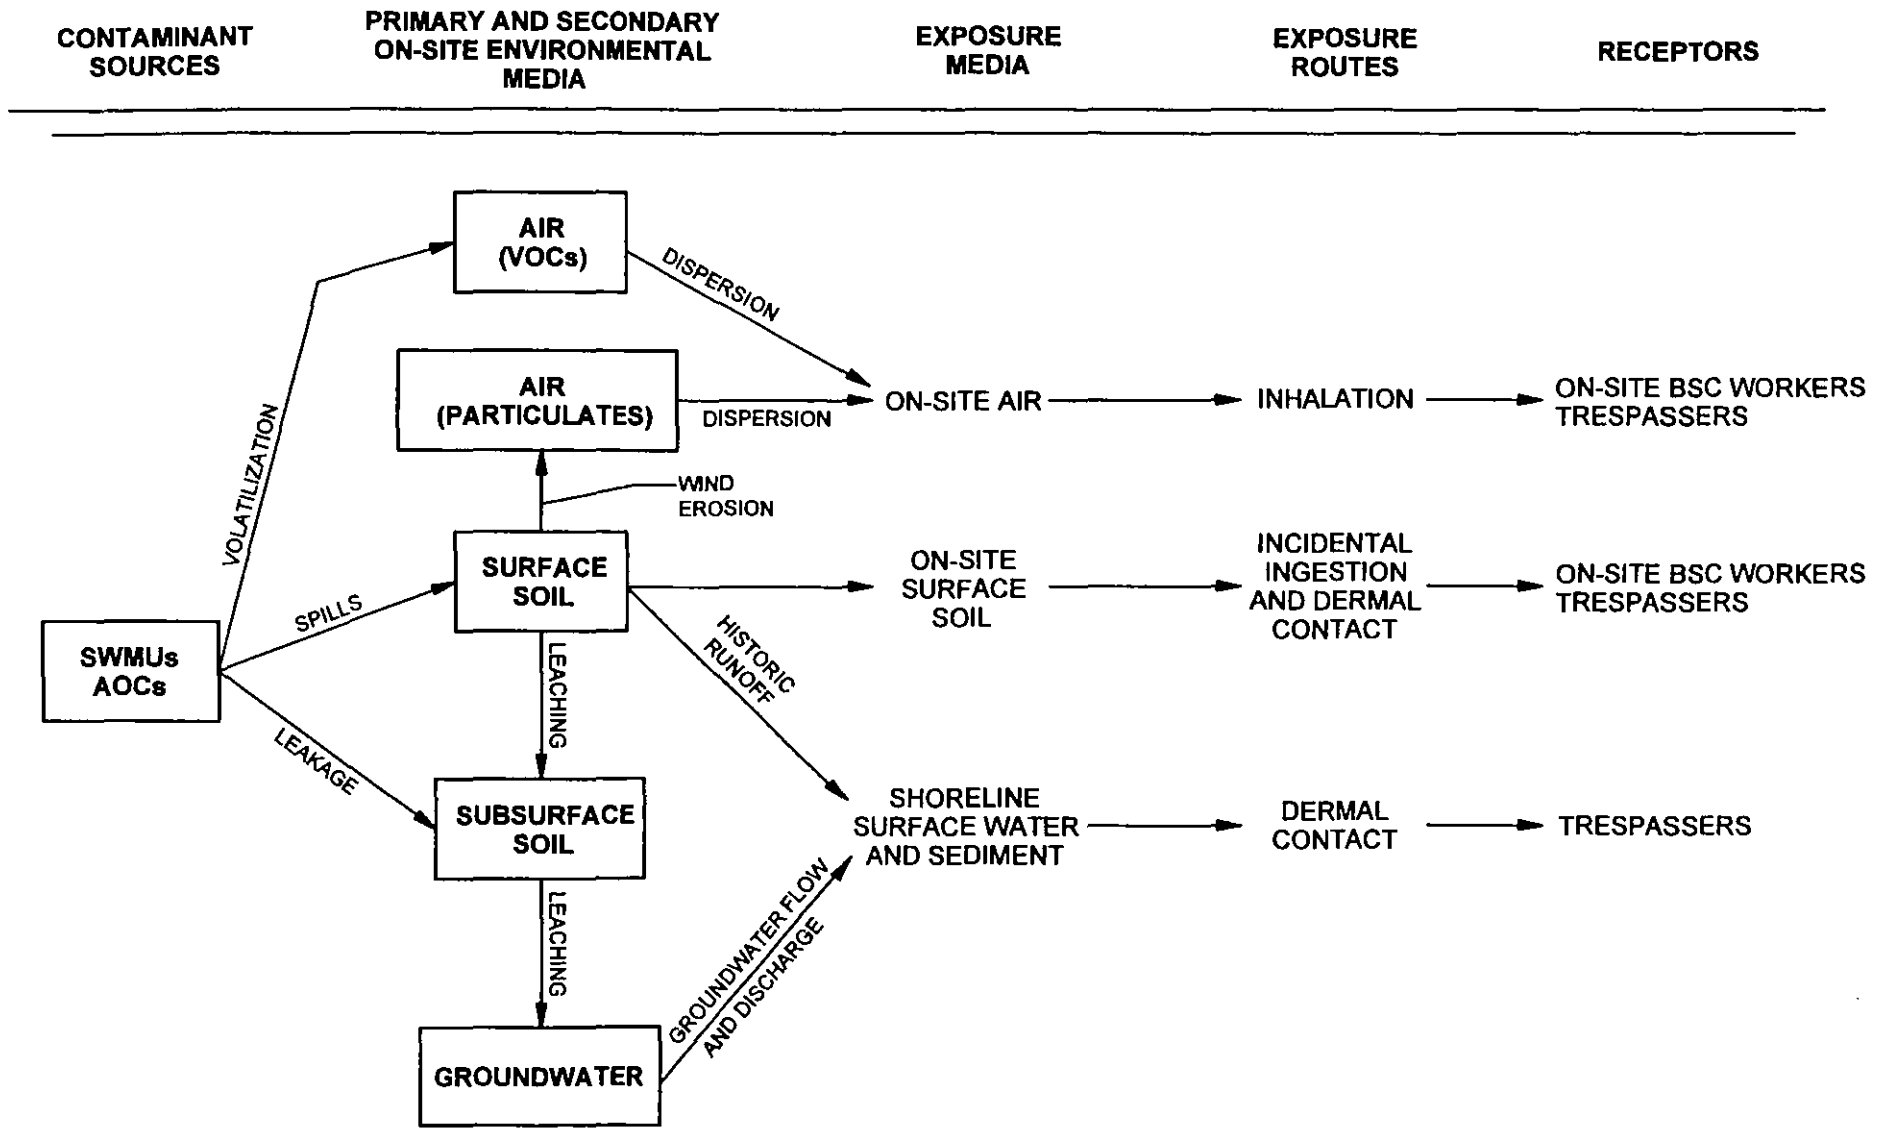 CONTAMINANT
SOURCES
PRIMARY AND SECONDARY
ON-SITE ENVIRONMENTAL
MEDIA
EXPOSURE
MEDIA
EXPOSURE
ROUTES
RECEPTORS
AIR
(VOCs)
DISPERSION
AIR
(PARTICULATES)
DISPERSION
ON-SITE AIR
INHALATION
ON-SITE BSC WORKERS
TRESPASSERS
VOLATILIZATION
WIND
EROSION
SURFACE
SOIL
ON-SITE
SURFACE
SOIL
INCIDENTAL
INGESTION
AND DERMAL
CONTACT
ON-SITE BSC WORKERS
TRESPASSERS
SPILLS
SWMUs
AOCs
LEACHING
HISTORIC
RUNOFF
LEAKAGE
SUBSURFACE
SOIL
SHORELINE
SURFACE WATER
AND SEDIMENT
DERMAL
CONTACT
TRESPASSERS
LEACHING
GROUNDWATER FLOW
AND DISCHARGE
GROUNDWATER